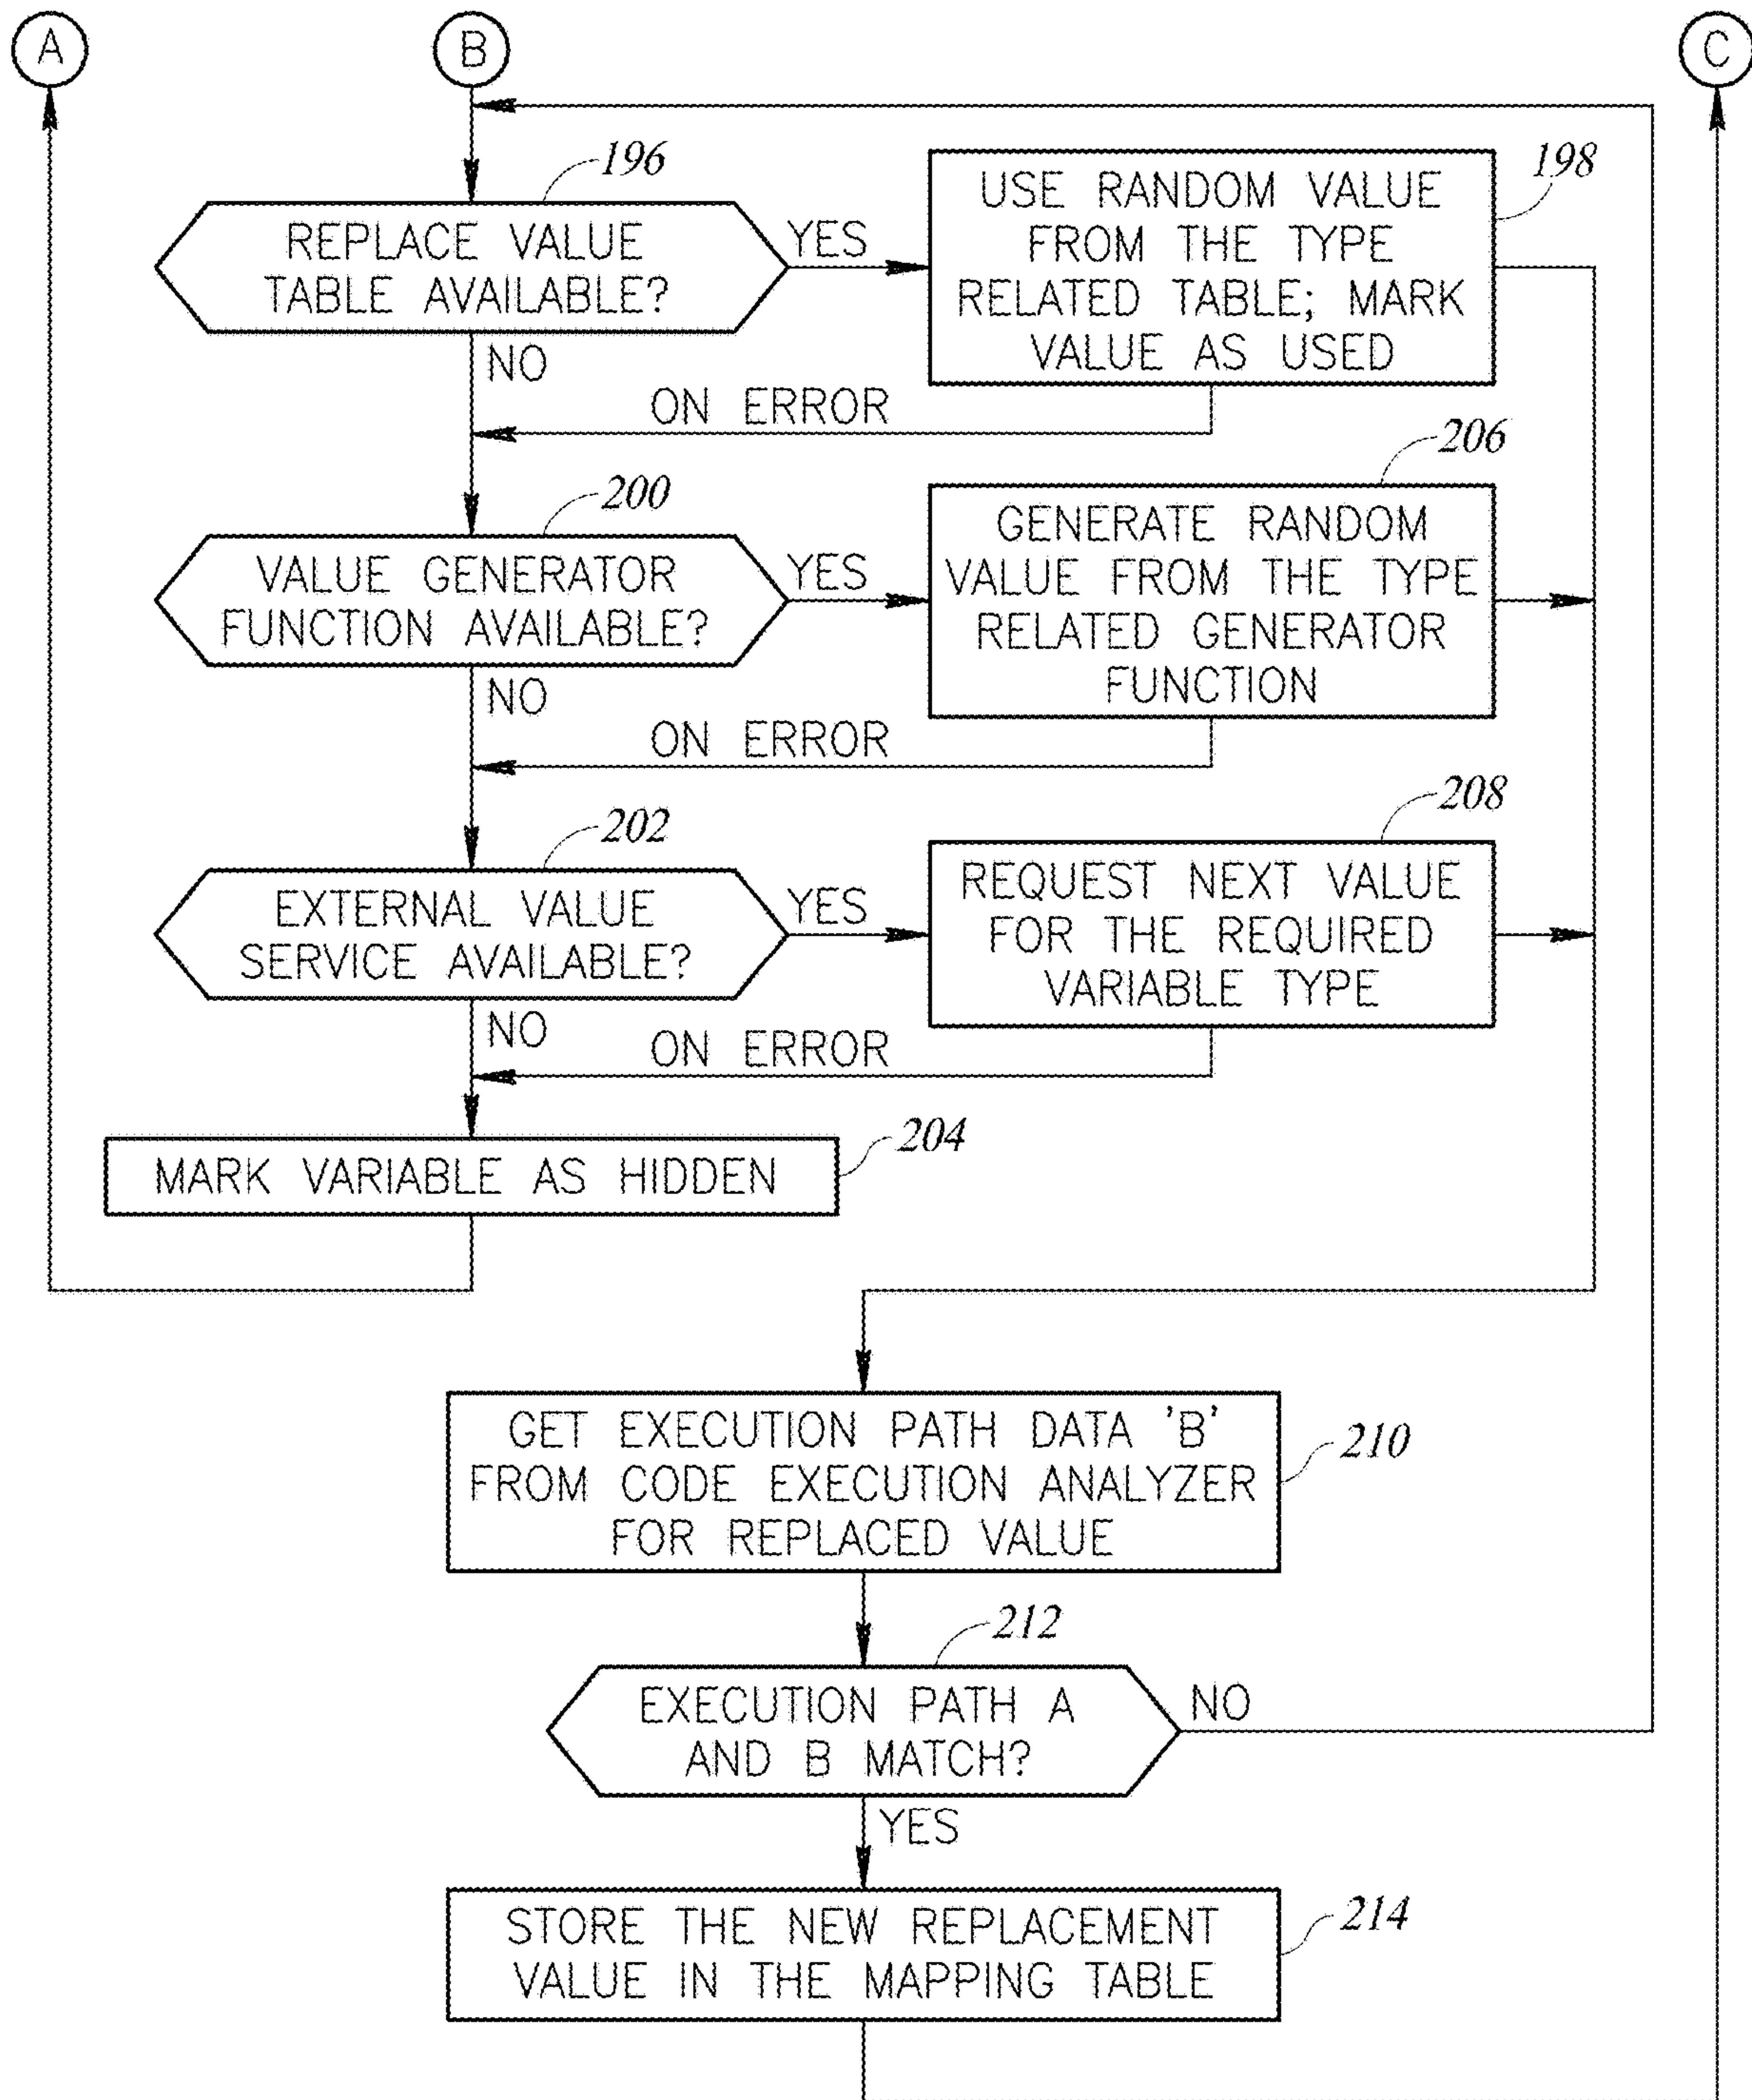 A
B
C
196
REPLACE VALUE
TABLE AVAILABLE?
YES
198
USE RANDOM VALUE
FROM THE TYPE
RELATED TABLE; MARK
VALUE AS USED
NO
ON ERROR
200
VALUE GENERATOR
FUNCTION AVAILABLE?
YES
206
GENERATE RANDOM
VALUE FROM THE TYPE
RELATED GENERATOR
FUNCTION
NO
ON ERROR
202
EXTERNAL VALUE
SERVICE AVAILABLE?
YES
208
REQUEST NEXT VALUE
FOR THE REQUIRED
VARIABLE TYPE
NO
ON ERROR
204
MARK VARIABLE AS HIDDEN
GET EXECUTION PATH DATA 'B'
FROM CODE EXECUTION ANALYZER
FOR REPLACED VALUE
210
212
EXECUTION PATH A
AND B MATCH?
NO
YES
STORE THE NEW REPLACEMENT
VALUE IN THE MAPPING TABLE
214